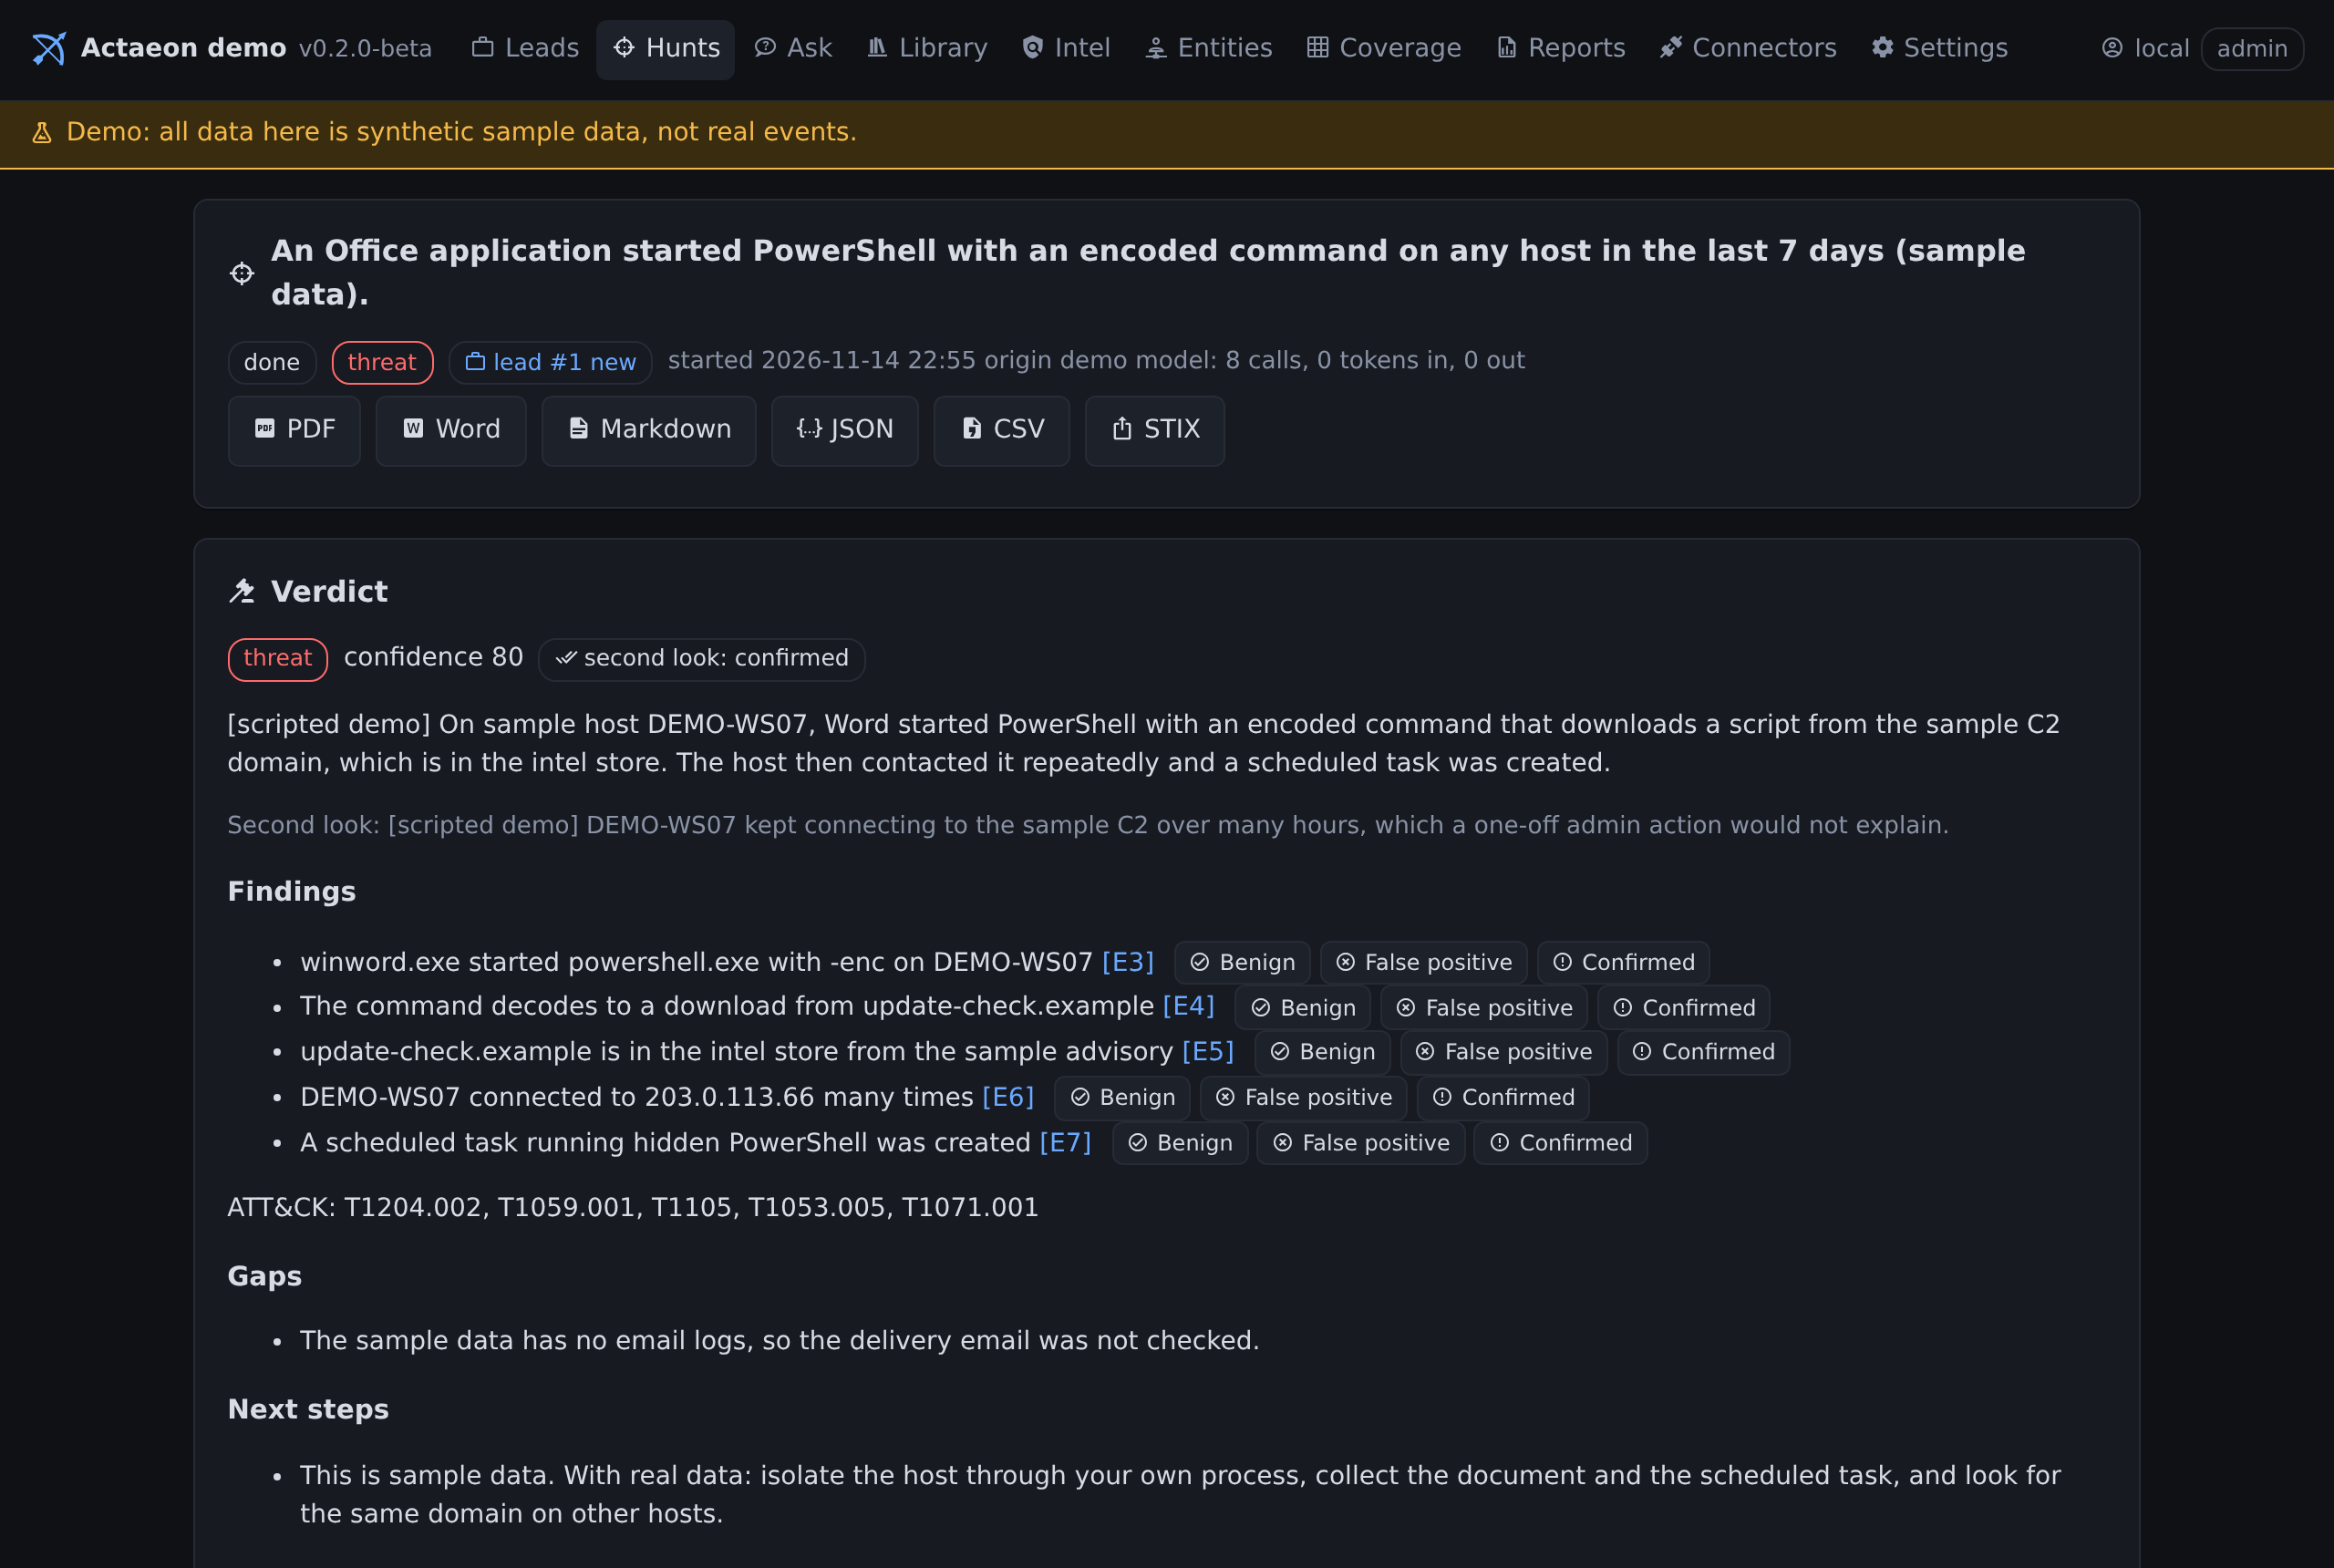 Actaeon demo v0.2.0-beta Leads Hunts Ask Library Intel Entities Coverage Reports Connectors Settings local admin
Demo: all data here is synthetic sample data, not real events.
An Office application started PowerShell with an encoded command on any host in the last 7 days (sample
data).
done threat lead #1 new started 2026-11-14 22:55 origin demo model: 8 calls, 0 tokens in, 0 out
PDF Word Markdown JSON CSV STIX
Verdict
threat confidence 80 second look: confirmed
[scripted demo] On sample host DEMO-WS07, Word started PowerShell with an encoded command that downloads a script from the sample C2
domain, which is in the intel store. The host then contacted it repeatedly and a scheduled task was created.
Second look: [scripted demo] DEMO-WS07 kept connecting to the sample C2 over many hours, which a one-off admin action would not explain.
Findings
• winword.exe started powershell.exe with -enc on DEMO-WS07 [E3] Benign False positive Confirmed
• The command decodes to a download from update-check.example [E4] Benign False positive Confirmed
• update-check.example is in the intel store from the sample advisory [E5] Benign False positive Confirmed
• DEMO-WS07 connected to 203.0.113.66 many times [E6] Benign False positive Confirmed
• A scheduled task running hidden PowerShell was created [E7] Benign False positive Confirmed
ATT&CK: T1204.002, T1059.001, T1105, T1053.005, T1071.001
Gaps
• The sample data has no email logs, so the delivery email was not checked.
Next steps
• This is sample data. With real data: isolate the host through your own process, collect the document and the scheduled task, and look for
the same domain on other hosts.